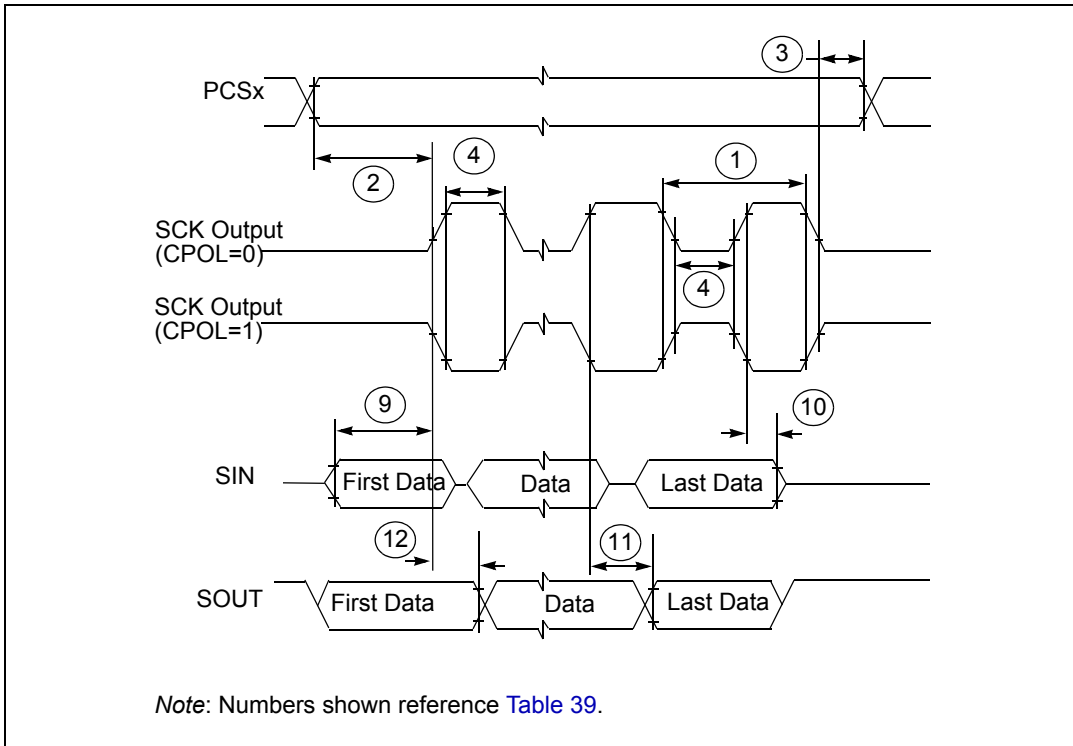 3
PCSx
2
4
1
SCK Output
(CPOL=0)
4
SCK Output
(CPOL=1)
9
10
SIN
First Data
Data
Last Data
12
11
SOUT
First Data
Data
Last Data
Note: Numbers shown reference Table 39.